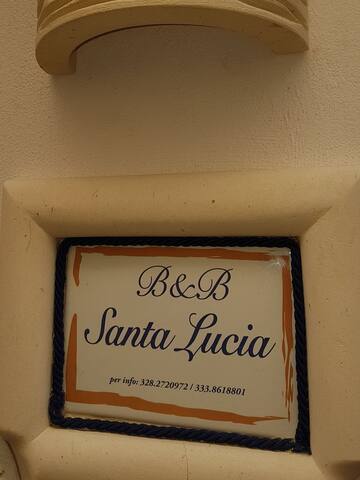 B&B
Santa Lucia
per info: 328.2720972 / 333.8618801